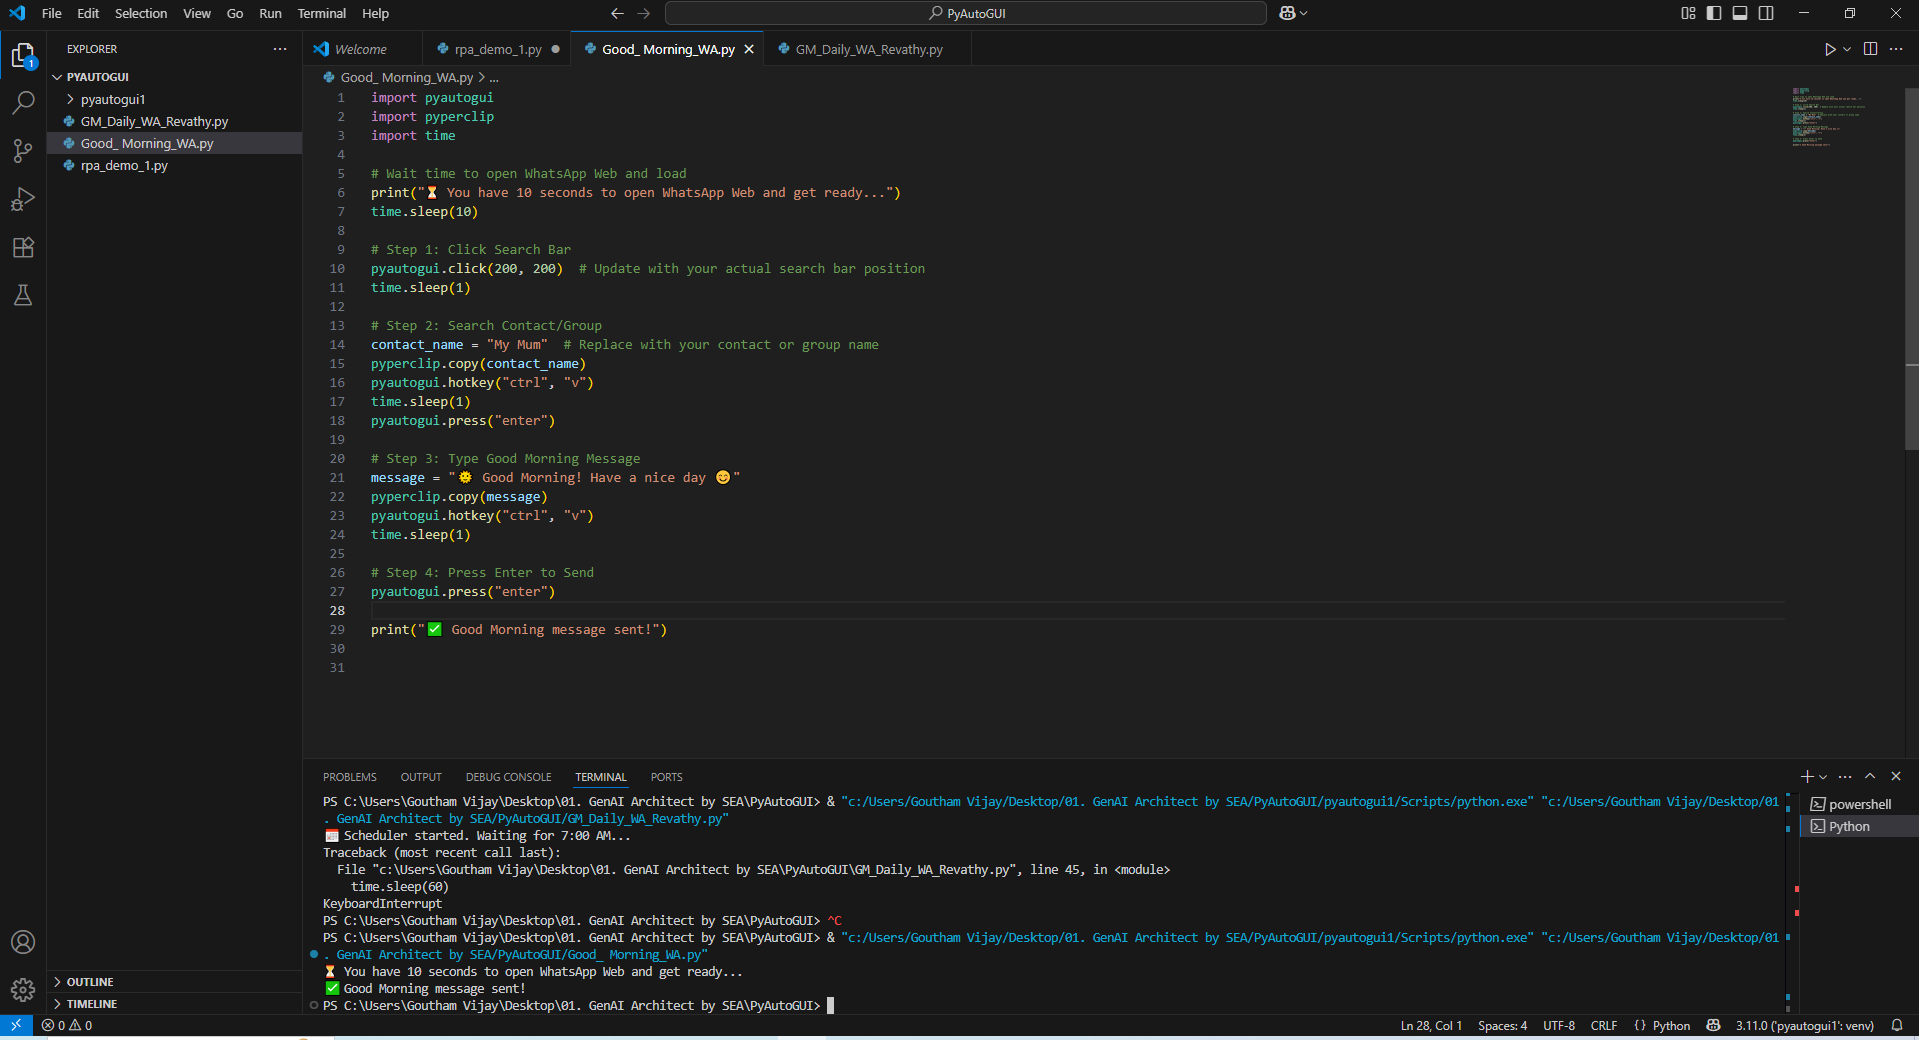 File Edit Selection View Go Run Terminal Help
PyAutoGUI
EXPLORER
1
PYAUTOGUI
pyautogui1
GM_Daily_WA_Revathy.py
Good_ Morning_WA.py
rpa_demo_1.py
OUTLINE
TIMELINE
Welcome rpa_demo_1.py Good_ Morning_WA.py GM_Daily_WA_Revathy.py
Good_ Morning_WA.py > ...
1 import pyautogui
2 import pyperclip
3 import time
4
5 # Wait time to open WhatsApp Web and load
6 print("⏳ You have 10 seconds to open WhatsApp Web and get ready...")
7 time.sleep(10)
8
9 # Step 1: Click Search Bar
10 pyautogui.click(200, 200)  # Update with your actual search bar position
11 time.sleep(1)
12
13 # Step 2: Search Contact/Group
14 contact_name = "My Mum"  # Replace with your contact or group name
15 pyperclip.copy(contact_name)
16 pyautogui.hotkey("ctrl", "v")
17 time.sleep(1)
18 pyautogui.press("enter")
19
20 # Step 3: Type Good Morning Message
21 message = "🌞 Good Morning! Have a nice day 😊"
22 pyperclip.copy(message)
23 pyautogui.hotkey("ctrl", "v")
24 time.sleep(1)
25
26 # Step 4: Press Enter to Send
27 pyautogui.press("enter")
28
29 print("✅ Good Morning message sent!")
30
31
PROBLEMS OUTPUT DEBUG CONSOLE TERMINAL PORTS
PS C:\Users\Goutham Vijay\Desktop\01. GenAI Architect by SEA\PyAutoGUI> & "c:/Users/Goutham Vijay/Desktop/01. GenAI Architect by SEA/PyAutoGUI/pyautogui1/Scripts/python.exe" "c:/Users/Goutham Vijay/Desktop/01
. GenAI Architect by SEA/PyAutoGUI/GM_Daily_WA_Revathy.py"
📅 Scheduler started. Waiting for 7:00 AM...
Traceback (most recent call last):
File "c:\Users\Goutham Vijay\Desktop\01. GenAI Architect by SEA\PyAutoGUI\GM_Daily_WA_Revathy.py", line 45, in <module>
time.sleep(60)
KeyboardInterrupt
PS C:\Users\Goutham Vijay\Desktop\01. GenAI Architect by SEA\PyAutoGUI> ^C
PS C:\Users\Goutham Vijay\Desktop\01. GenAI Architect by SEA\PyAutoGUI> & "c:/Users/Goutham Vijay/Desktop/01. GenAI Architect by SEA/PyAutoGUI/pyautogui1/Scripts/python.exe" "c:/Users/Goutham Vijay/Desktop/01
. GenAI Architect by SEA/PyAutoGUI/Good_ Morning_WA.py"
⏳ You have 10 seconds to open WhatsApp Web and get ready...
✅ Good Morning message sent!
PS C:\Users\Goutham Vijay\Desktop\01. GenAI Architect by SEA\PyAutoGUI>
powershell
Python
0 0
Ln 28, Col 1 Spaces: 4 UTF-8 CRLF {} Python 3.11.0 ('pyautogui1': venv)